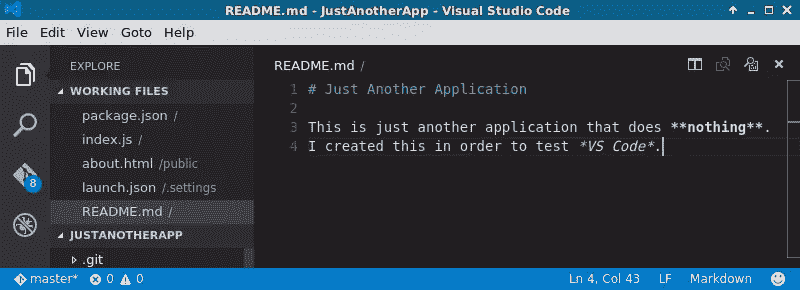 README.md - JustAnotherApp - Visual Studio Code
File Edit View Goto Help
EXPLORE
WORKING FILES
package.json /
index.js /
about.html /public
launch.json /.settings
README.md /
JUSTANOTHERAPP
.git
8
README.md /
1 # Just Another Application
2
3 This is just another application that does **nothing**.
4 I created this in order to test *VS Code*.
master* 0 0 Ln 4, Col 43 LF Markdown